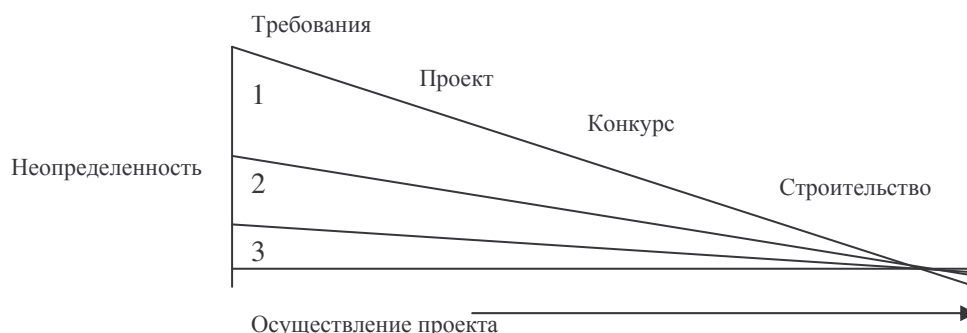 Требования
1
Проект
Конкурс
Неопределенность
2
Строительство
3
Осуществление проекта